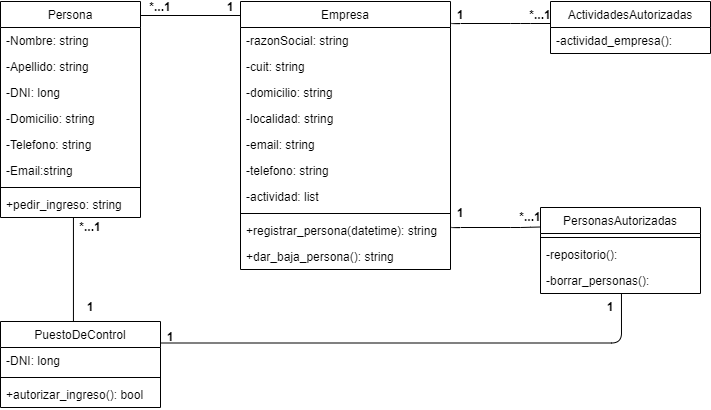 Persona
-Nombre: string
-Apellido: string
-DNI: long
-Domicilio: string
-Telefono: string
-Email:string
+pedir_ingreso: string
*...1
1
Empresa
-razonSocial: string
-cuit: string
-domicilio: string
-localidad: string
-email: string
-telefono: string
-actividad: list
+registrar_persona(datetime): string
+dar_baja_persona(): string
1
*...1
ActividadesAutorizadas
-actividad_empresa():
1
*...1
PersonasAutorizadas
-repositorio():
-borrar_personas():
*...1
1
1
1
PuestoDeControl
-DNI: long
+autorizar_ingreso(): bool